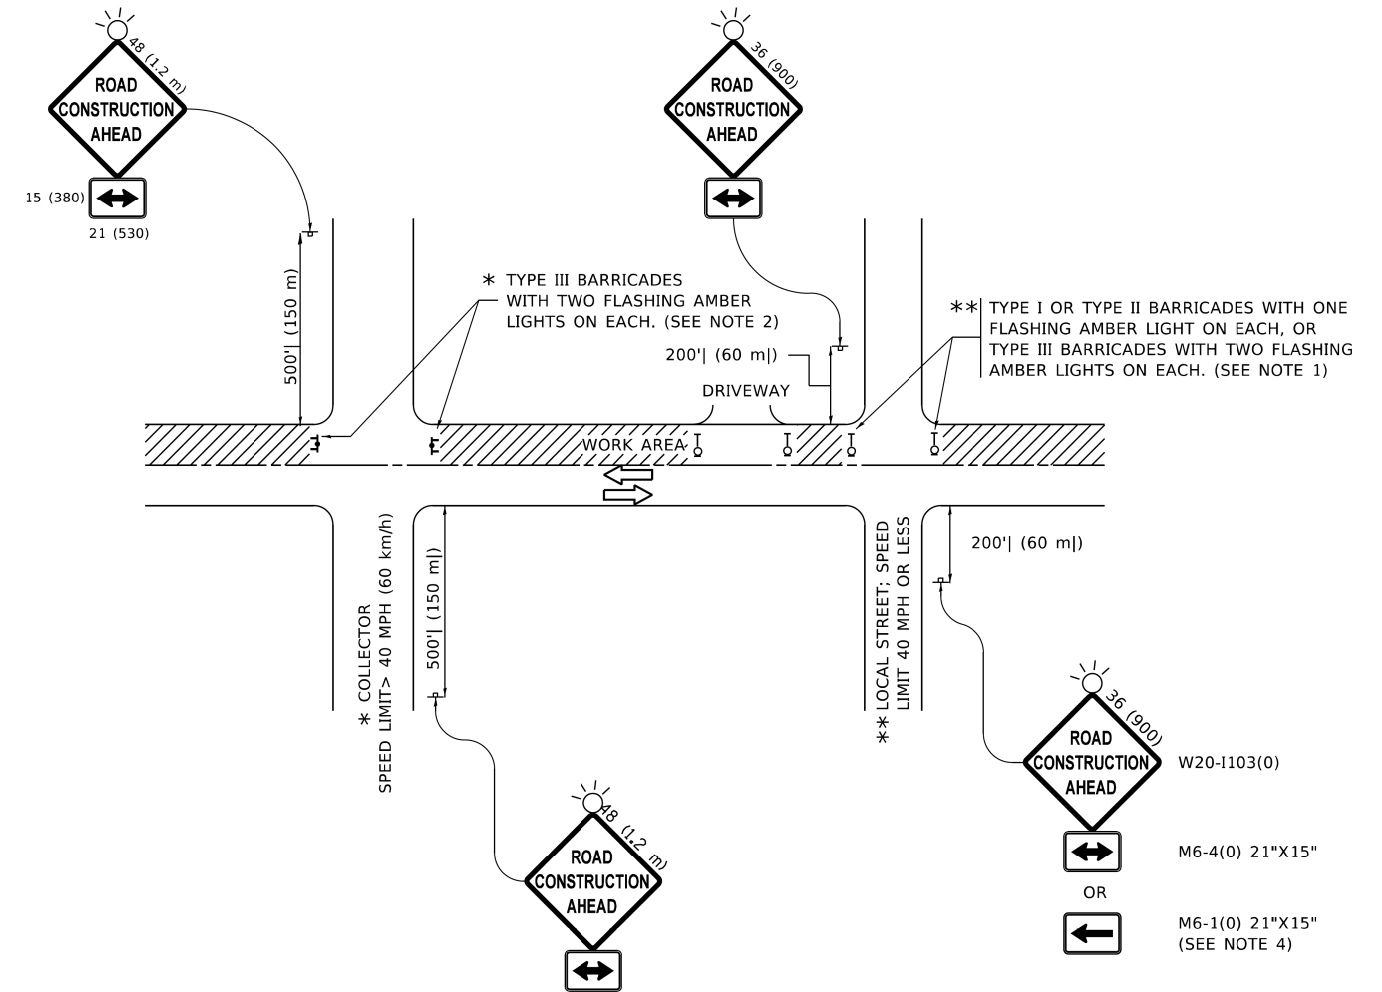 48 (1.2 m)
ROAD
CONSTRUCTION
AHEAD
15 (380)
21 (530)
36 (900)
ROAD
CONSTRUCTION
AHEAD
500'| (150 m)
* TYPE III BARRICADES
WITH TWO FLASHING AMBER
LIGHTS ON EACH. (SEE NOTE 2)
200'| (60 m|)
DRIVEWAY
** TYPE I OR TYPE II BARRICADES WITH ONE
FLASHING AMBER LIGHT ON EACH, OR
TYPE III BARRICADES WITH TWO FLASHING
AMBER LIGHTS ON EACH. (SEE NOTE 1)
WORK AREA
* COLLECTOR
SPEED LIMIT> 40 MPH (60 km/h)
500'| (150 m|)
** LOCAL STREET; SPEED
LIMIT 40 MPH OR LESS
200'| (60 m|)
48 (1.2 m)
ROAD
CONSTRUCTION
AHEAD
36 (900)
ROAD
CONSTRUCTION
AHEAD
W20-I103(0)
M6-4(0) 21"X15"
OR
M6-1(0) 21"X15"
(SEE NOTE 4)